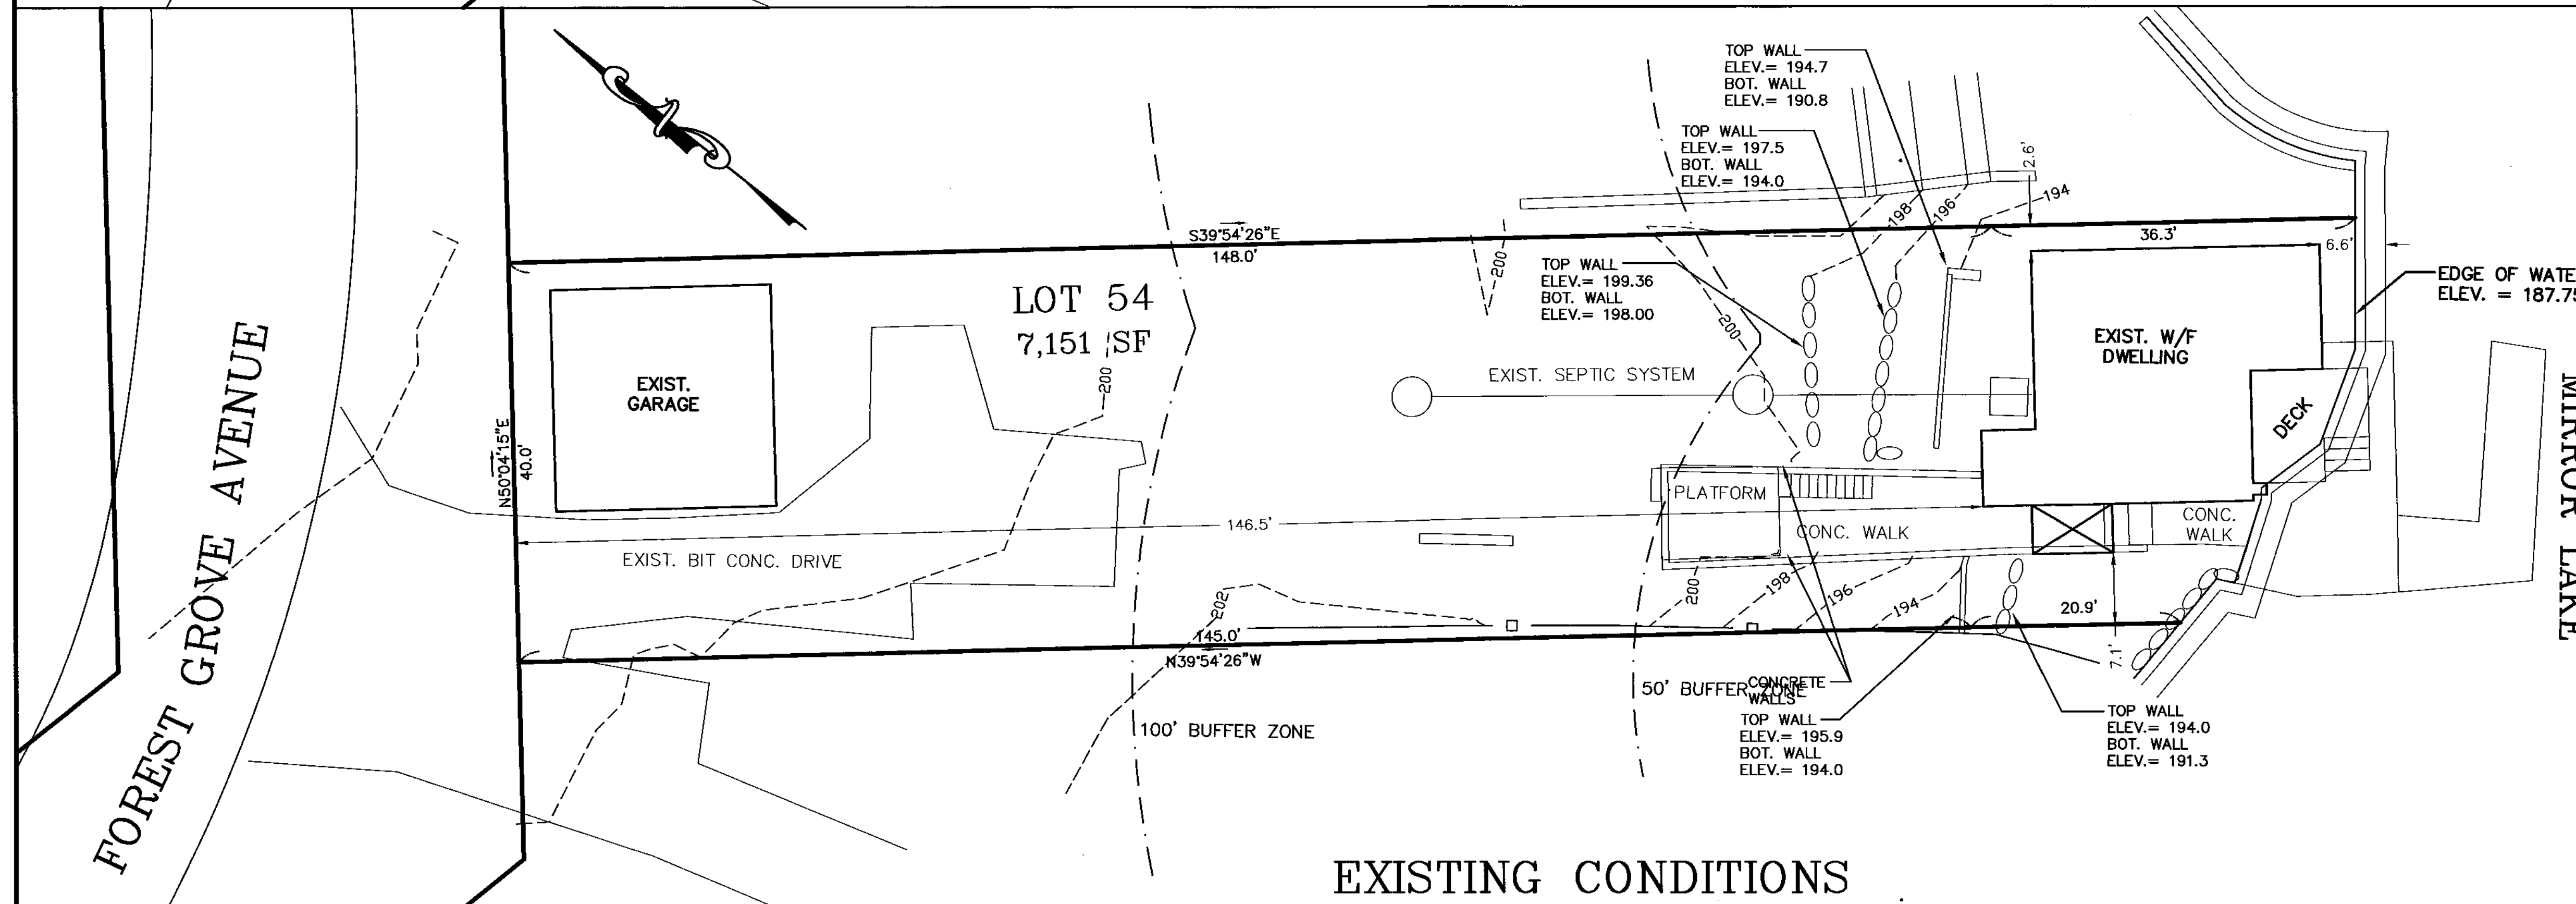 TOP WALL
ELEV.= 194.7
BOT. WALL
ELEV.= 190.8
TOP WALL
ELEV.= 197.5
BOT. WALL
ELEV.= 194.0
2.6'
194
198
196
S39°54'26"E
148.0'
36.3'
6.6'
200
TOP WALL
ELEV.= 199.36
BOT. WALL
ELEV.= 198.00
200
EDGE OF WATE
ELEV. = 187.75
LOT 54
7,151 SF
200
EXIST.
GARAGE
EXIST. SEPTIC SYSTEM
EXIST. W/F
DWELLING
DECK
MIRROR LAKE
FOREST GROVE AVENUE
N50°04'15"E
40.0'
PLATFORM
146.5'
CONC. WALK
CONC.
WALK
EXIST. BIT CONC. DRIVE
202
200
198
196
194
20.9'
7.1'
145.0'
N39°54'26"W
100' BUFFER ZONE
50' BUFFER ZONE
CONCRETE
WALLS
TOP WALL
ELEV.= 195.9
BOT. WALL
ELEV.= 194.0
TOP WALL
ELEV.= 194.0
BOT. WALL
ELEV.= 191.3
EXISTING CONDITIONS